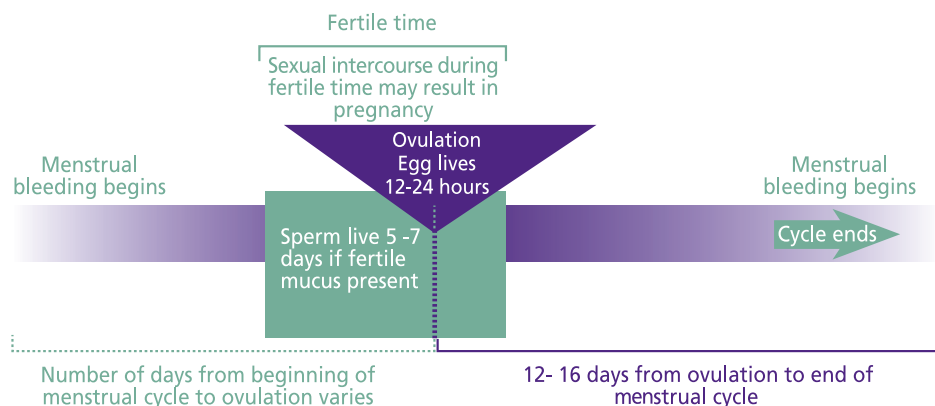 Fertile time
Sexual intercourse during
fertile time may result in
pregnancy
Ovulation
Egg lives
12-24 hours
Menstrual
bleeding begins
Menstrual
bleeding begins
Sperm live 5 -7
days if fertile
mucus present
Cycle ends
Number of days from beginning of
menstrual cycle to ovulation varies
12- 16 days from ovulation to end of
menstrual cycle